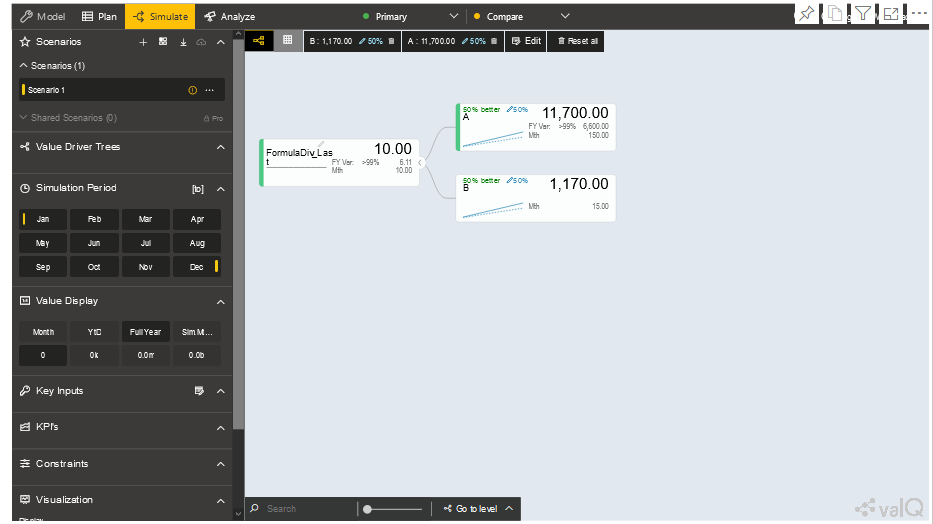 Model Plan Simulate Analyze Primary Compare
Scenarios
Scenarios (1)
Scenario 1
Shared Scenarios (0) Pro
Value Driver Trees
Simulation Period
Jan Feb Mar Apr
May Jun Jul Aug
Sep Oct Nov Dec
Value Display
Month YtD Full Year Sim M...
0 0k 0.0m 0.0b
Key Inputs
KPI's
Constraints
Visualization
Display
B : 1,170.00 50% A : 11,700.00 50% Edit Reset all
FormulaDiv_Las
t
10.00
FY Var: >99% 6.11
Mth 10.00
50% better 50%
A
11,700.00
FY Var: >99% 6,600.00
Mth 150.00
50% better 50%
B
1,170.00
Mth 15.00
Search Go to level
valQ